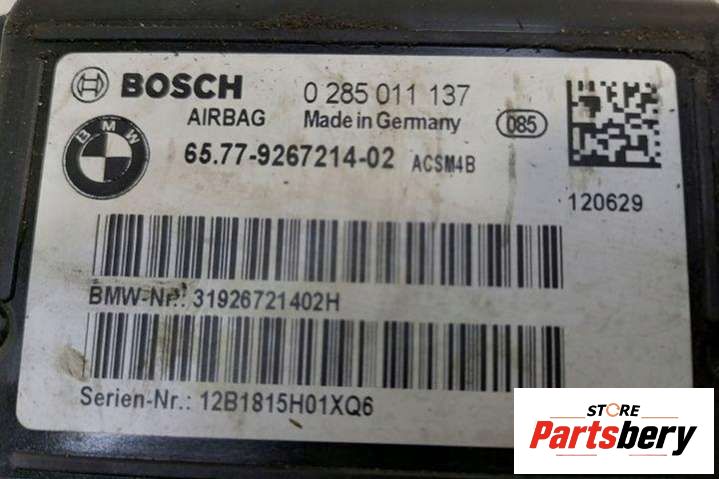 BOSCH 0 285 011 137
AIRBAG Made in Germany 085
BMW
65.77-9267214-02 ACSM4B
120629
BMW-Nr.: 31926721402H
Serien-Nr.: 12B1815H01XQ6
STORE
Partsbery